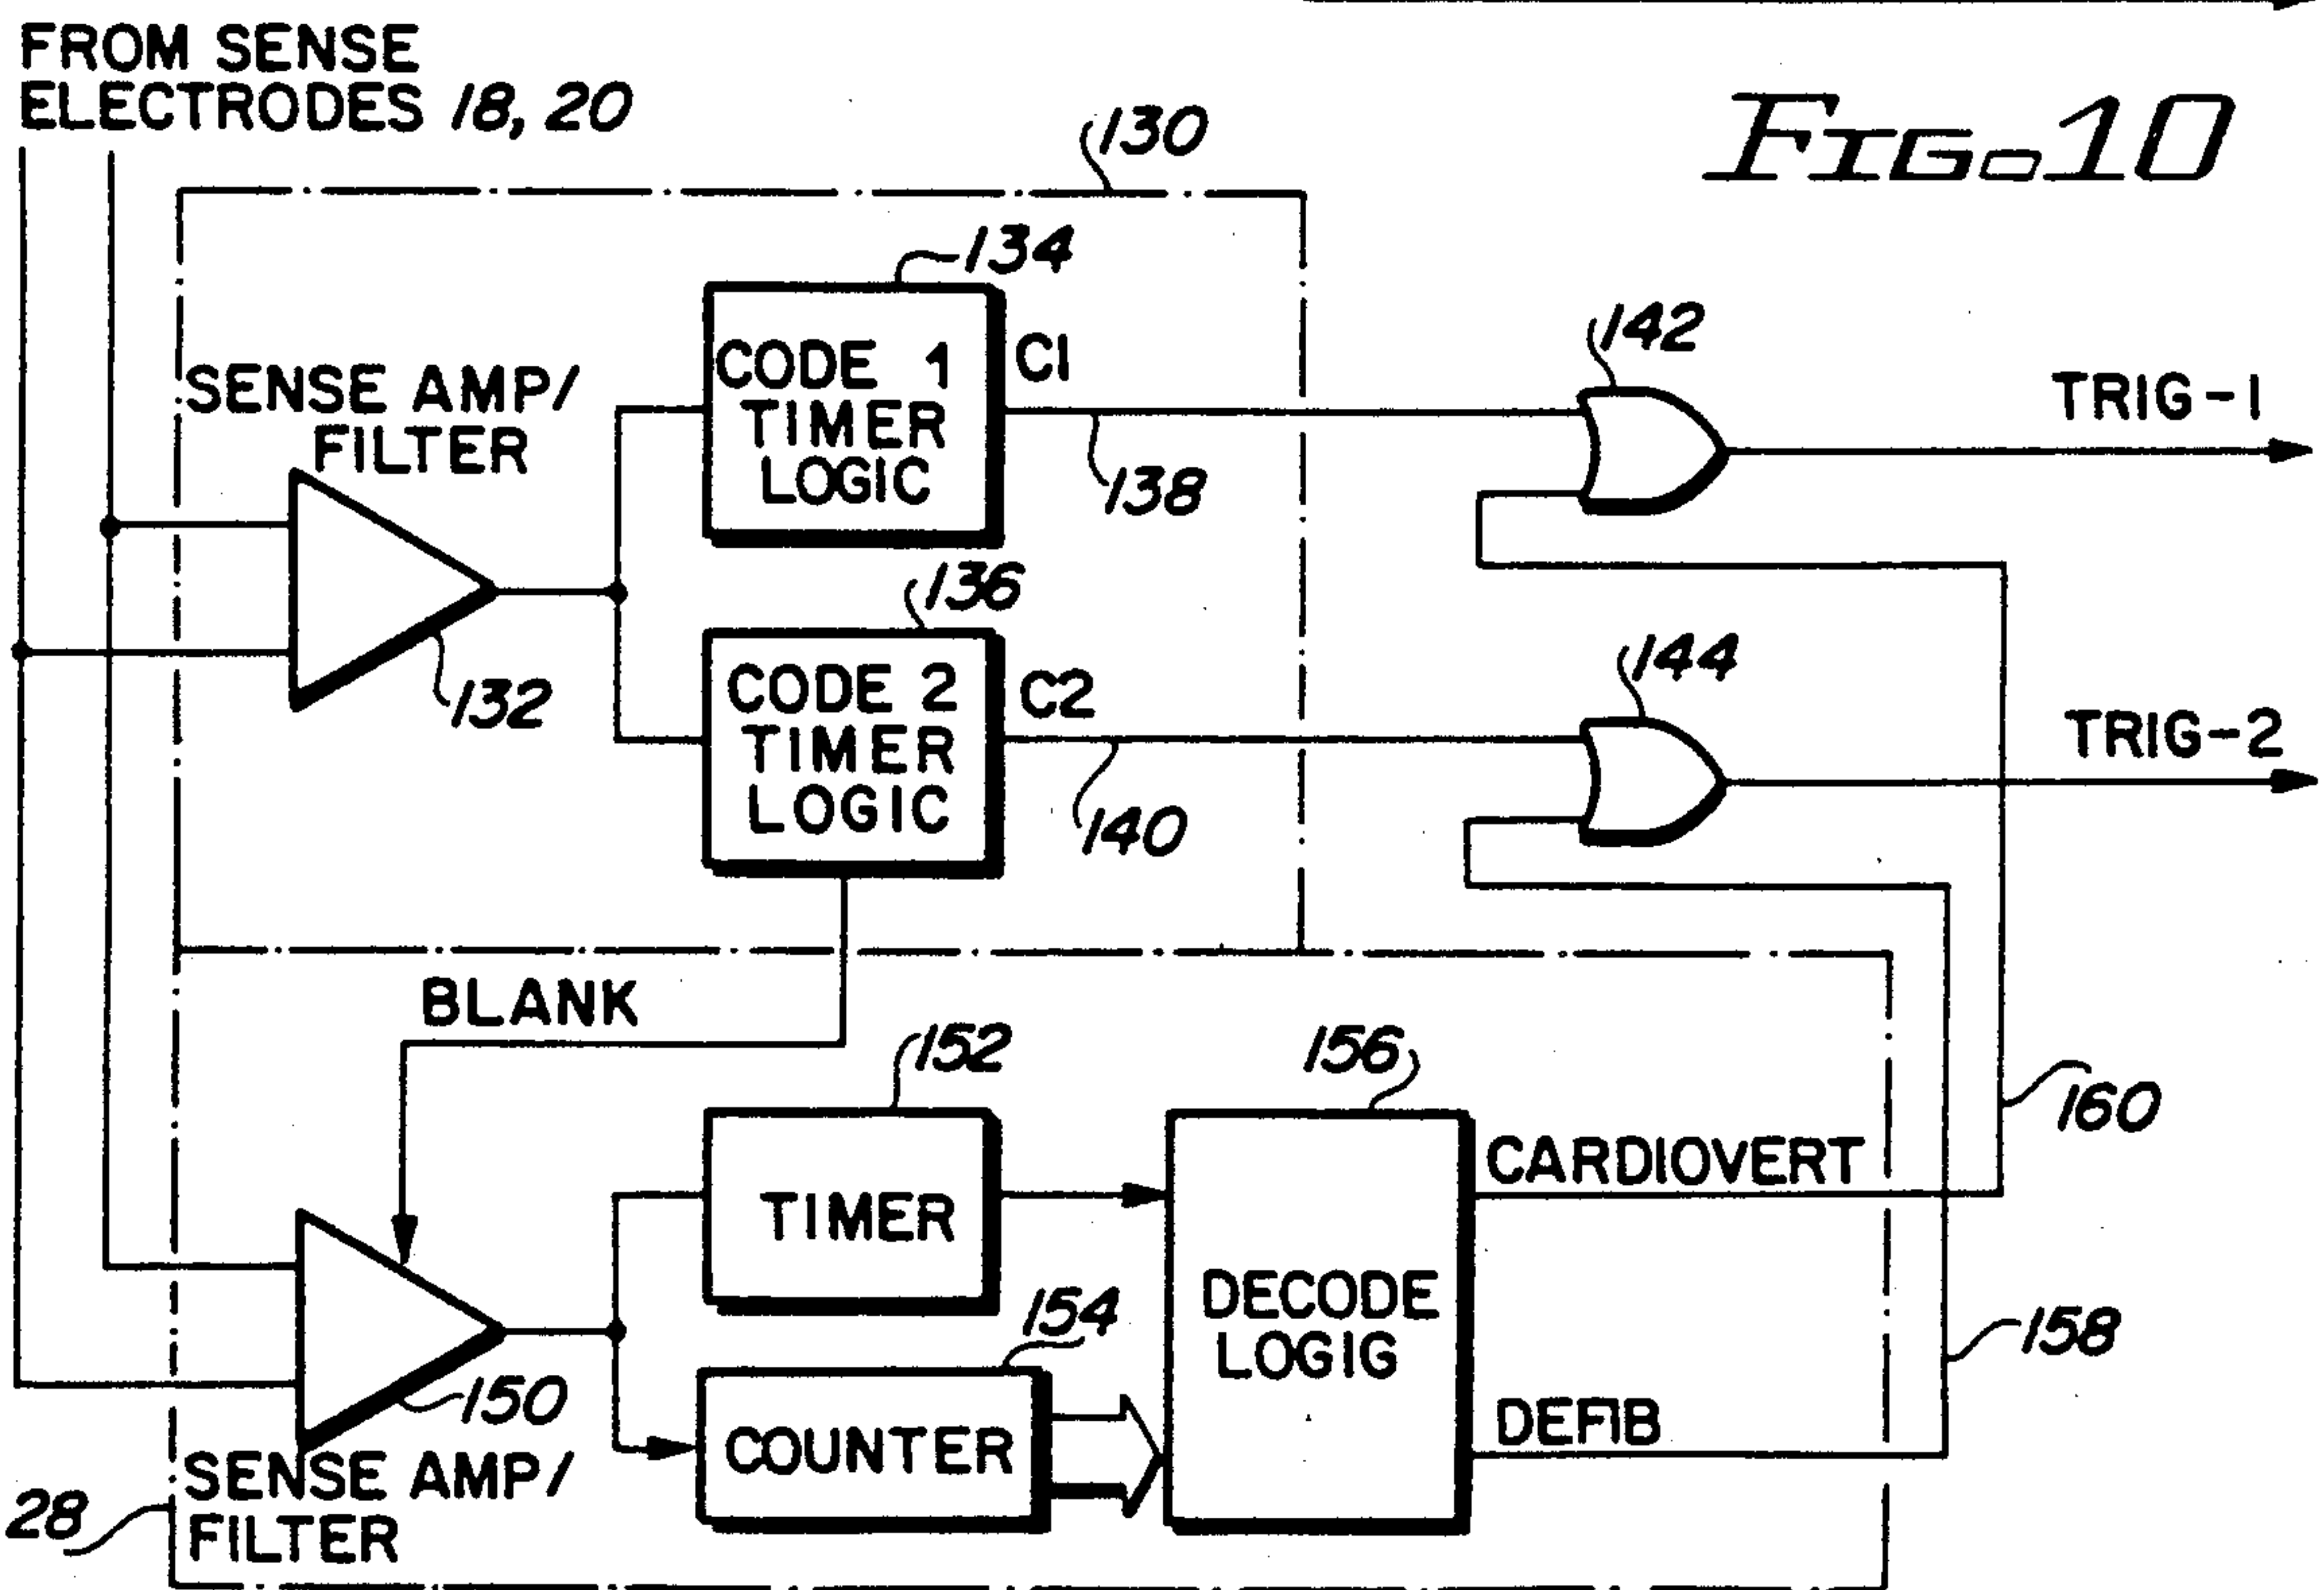 FROM SENSE
ELECTRODES 18, 20
FIG. 10
130
134
142
CODE 1
TIMER
LOGIC
C1
TRIG-1
SENSE AMP/
FILTER
138
136
144
132
CODE 2
TIMER
LOGIC
C2
TRIG-2
140
BLANK
152
156
160
TIMER
CARDIOVERT
154
DECODE
LOGIG
158
150
COUNTER
DEFIB
SENSE AMP/
FILTER
28